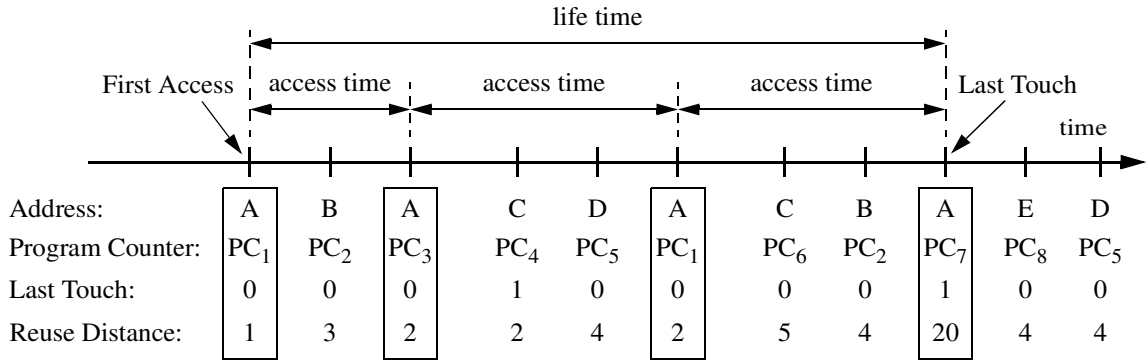 life time
First Access access time access time access time Last Touch
time
Address: A B A C D A C B A E D
Program Counter: PC1 PC2 PC3 PC4 PC5 PC1 PC6 PC2 PC7 PC8 PC5
Last Touch: 0 0 0 1 0 0 0 0 1 0 0
Reuse Distance: 1 3 2 2 4 2 5 4 20 4 4